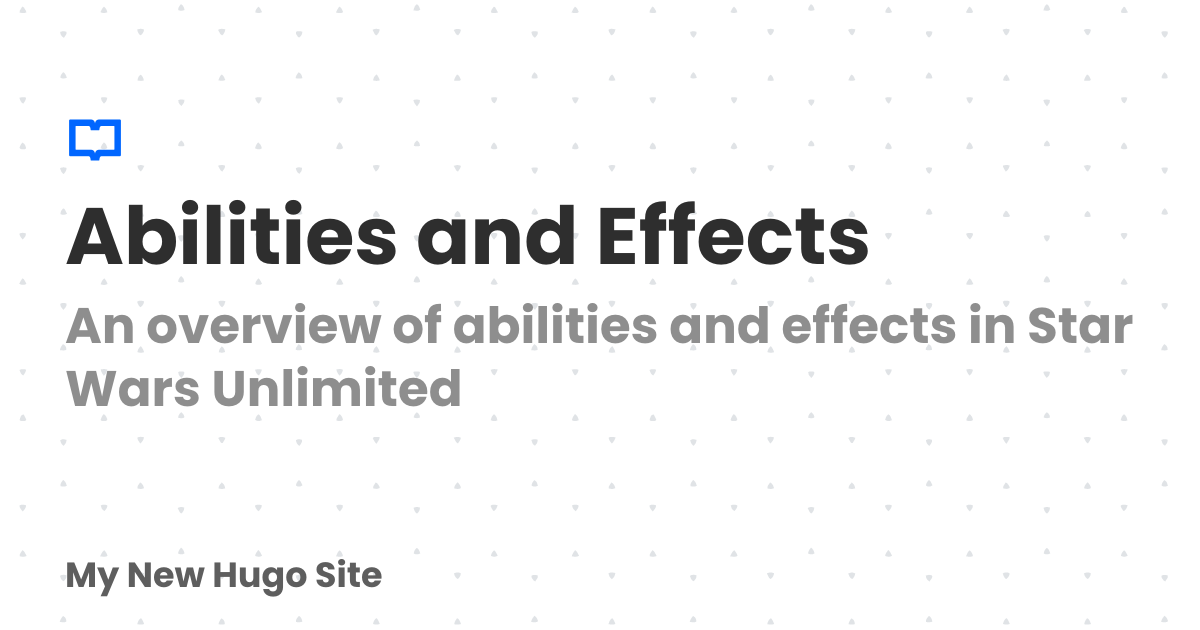 Abilities and Effects
An overview of abilities and effects in Star
Wars Unlimited
My New Hugo Site